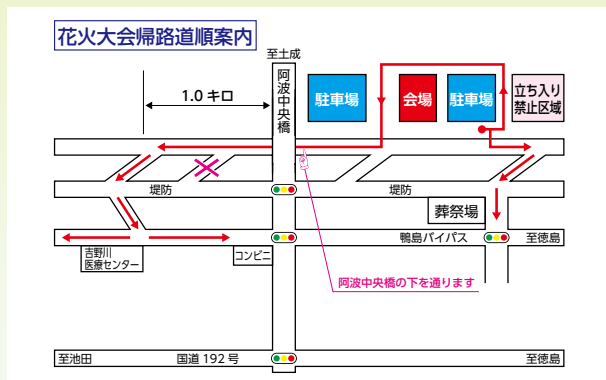 花火大会帰路道順案内
至土成
阿波中央橋
1.0 キロ
駐車場
会場
駐車場
立ち入り
禁止区域
堤防
堤防
葬祭場
吉野川
医療センター
コンビニ
鴨島バイパス
至徳島
阿波中央橋の下を通ります
至池田
国道 192 号
至徳島